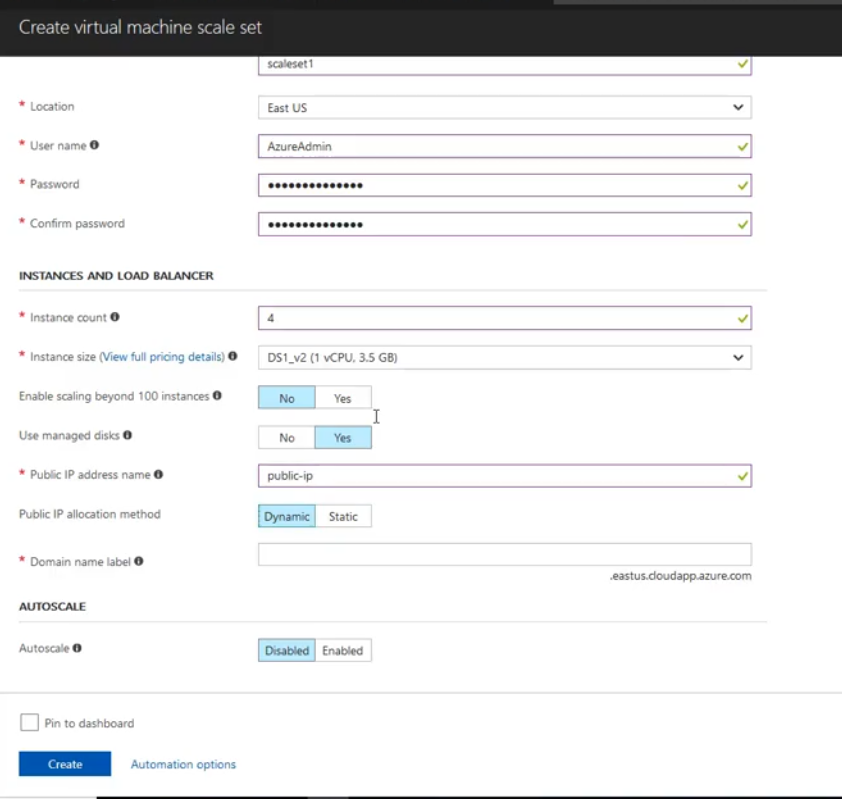 Create virtual machine scale set
scaleset1
* Location East US
* User name AzureAdmin
* Password ••••••••••••••
* Confirm password ••••••••••••••
INSTANCES AND LOAD BALANCER
* Instance count 4
* Instance size (View full pricing details) DS1_v2 (1 vCPU, 3.5 GB)
Enable scaling beyond 100 instances No Yes
Use managed disks No Yes
* Public IP address name public-ip
Public IP allocation method Dynamic Static
* Domain name label
.eastus.cloudapp.azure.com
AUTOSCALE
Autoscale Disabled Enabled
Pin to dashboard
Create Automation options